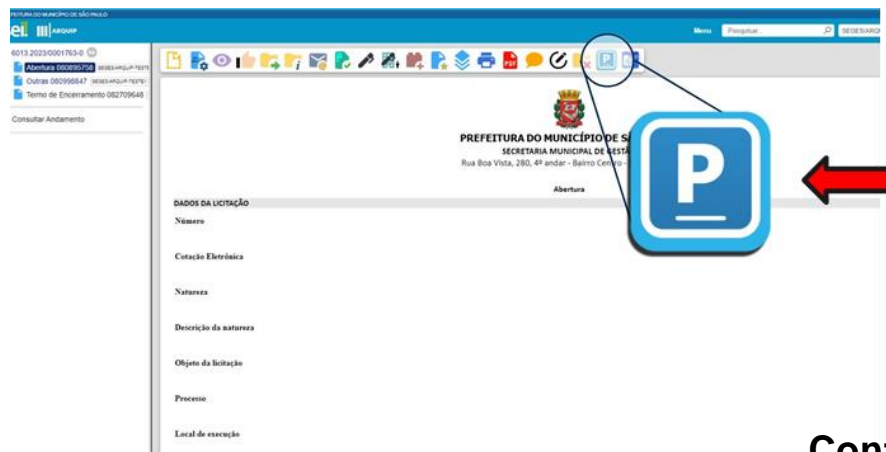 PREFEITURA DO MUNICÍPIO DE SÃO PAULO
sei. ARQUIP
Menu Pesquisar...
6013.2023/0001763-0
Abertura 080895758
Outras 080998847
Termo de Encerramento 082709648
Consultar Andamento
PDF
P
PREFEITURA DO MUNICÍPIO DE S
SECRETARIA MUNICIPAL DE GESTÃ
Rua Boa Vista, 280, 4º andar - Bairro Centro -
Abertura
DADOS DA LICITAÇÃO
Número
Cotação Eletrônica
Natureza
Descrição da natureza
Objeto da licitação
Processo
Local de execução